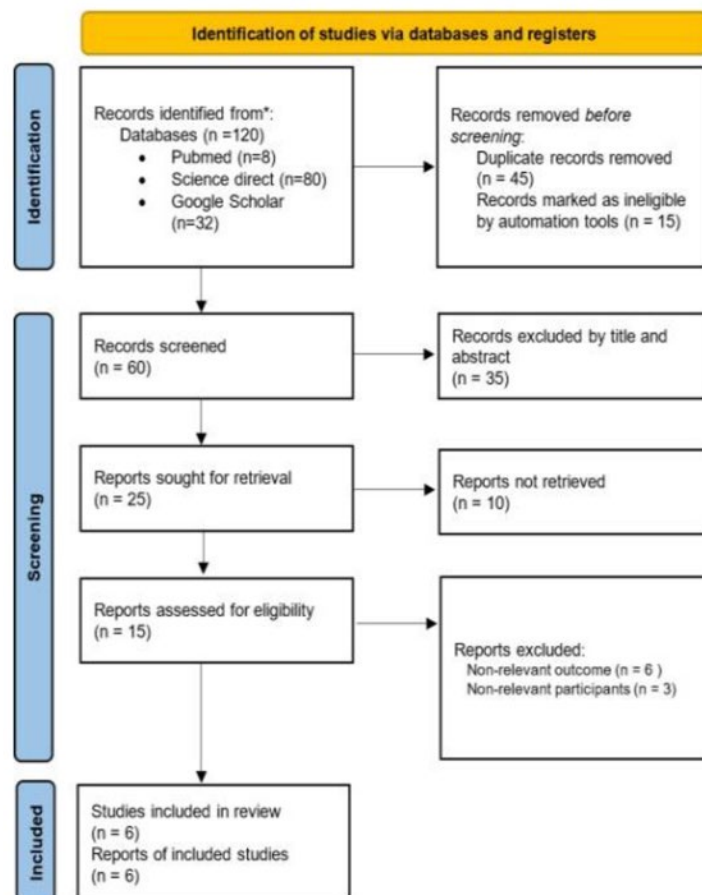 Identification of studies via databases and registers
Identification
Records identified from*:
Databases (n =120)
• Pubmed (n=8)
• Science direct (n=80)
• Google Scholar
(n=32)
Records removed before
screening:
Duplicate records removed
(n = 45)
Records marked as ineligible
by automation tools (n = 15)
Screening
Records screened
(n = 60)
Records excluded by title and
abstract
(n = 35)
Reports sought for retrieval
(n = 25)
Reports not retrieved
(n = 10)
Reports assessed for eligibility
(n = 15)
Reports excluded:
Non-relevant outcome (n = 6 )
Non-relevant participants (n = 3)
Included
Studies included in review
(n = 6)
Reports of included studies
(n = 6)